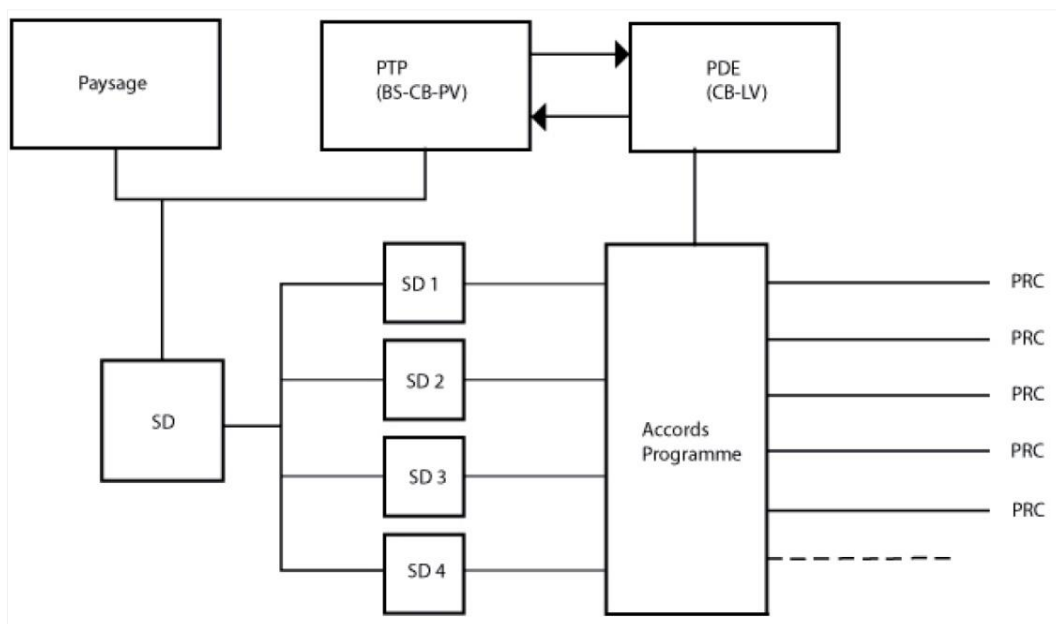 Paysage
PTP
(BS-CB-PV)
PDE
(CB-LV)
SD
SD 1
SD 2
SD 3
SD 4
Accords
Programme
PRC
PRC
PRC
PRC
PRC